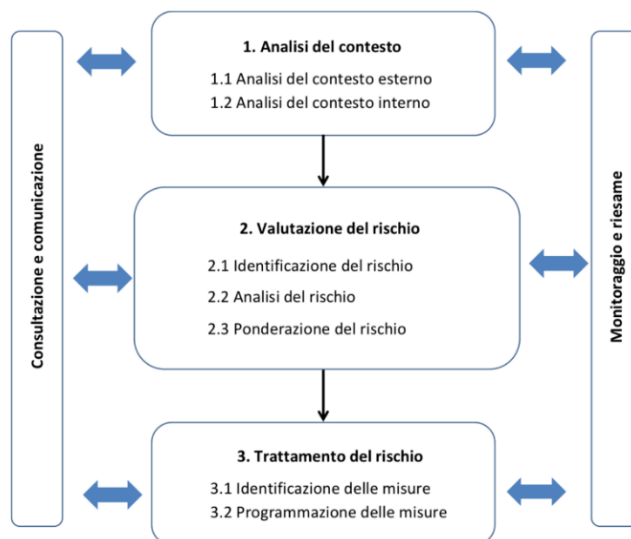 Consultazione e comunicazione
1. Analisi del contesto
1.1 Analisi del contesto esterno
1.2 Analisi del contesto interno
2. Valutazione del rischio
2.1 Identificazione del rischio
2.2 Analisi del rischio
2.3 Ponderazione del rischio
3. Trattamento del rischio
3.1 Identificazione delle misure
3.2 Programmazione delle misure
Monitoraggio e riesame